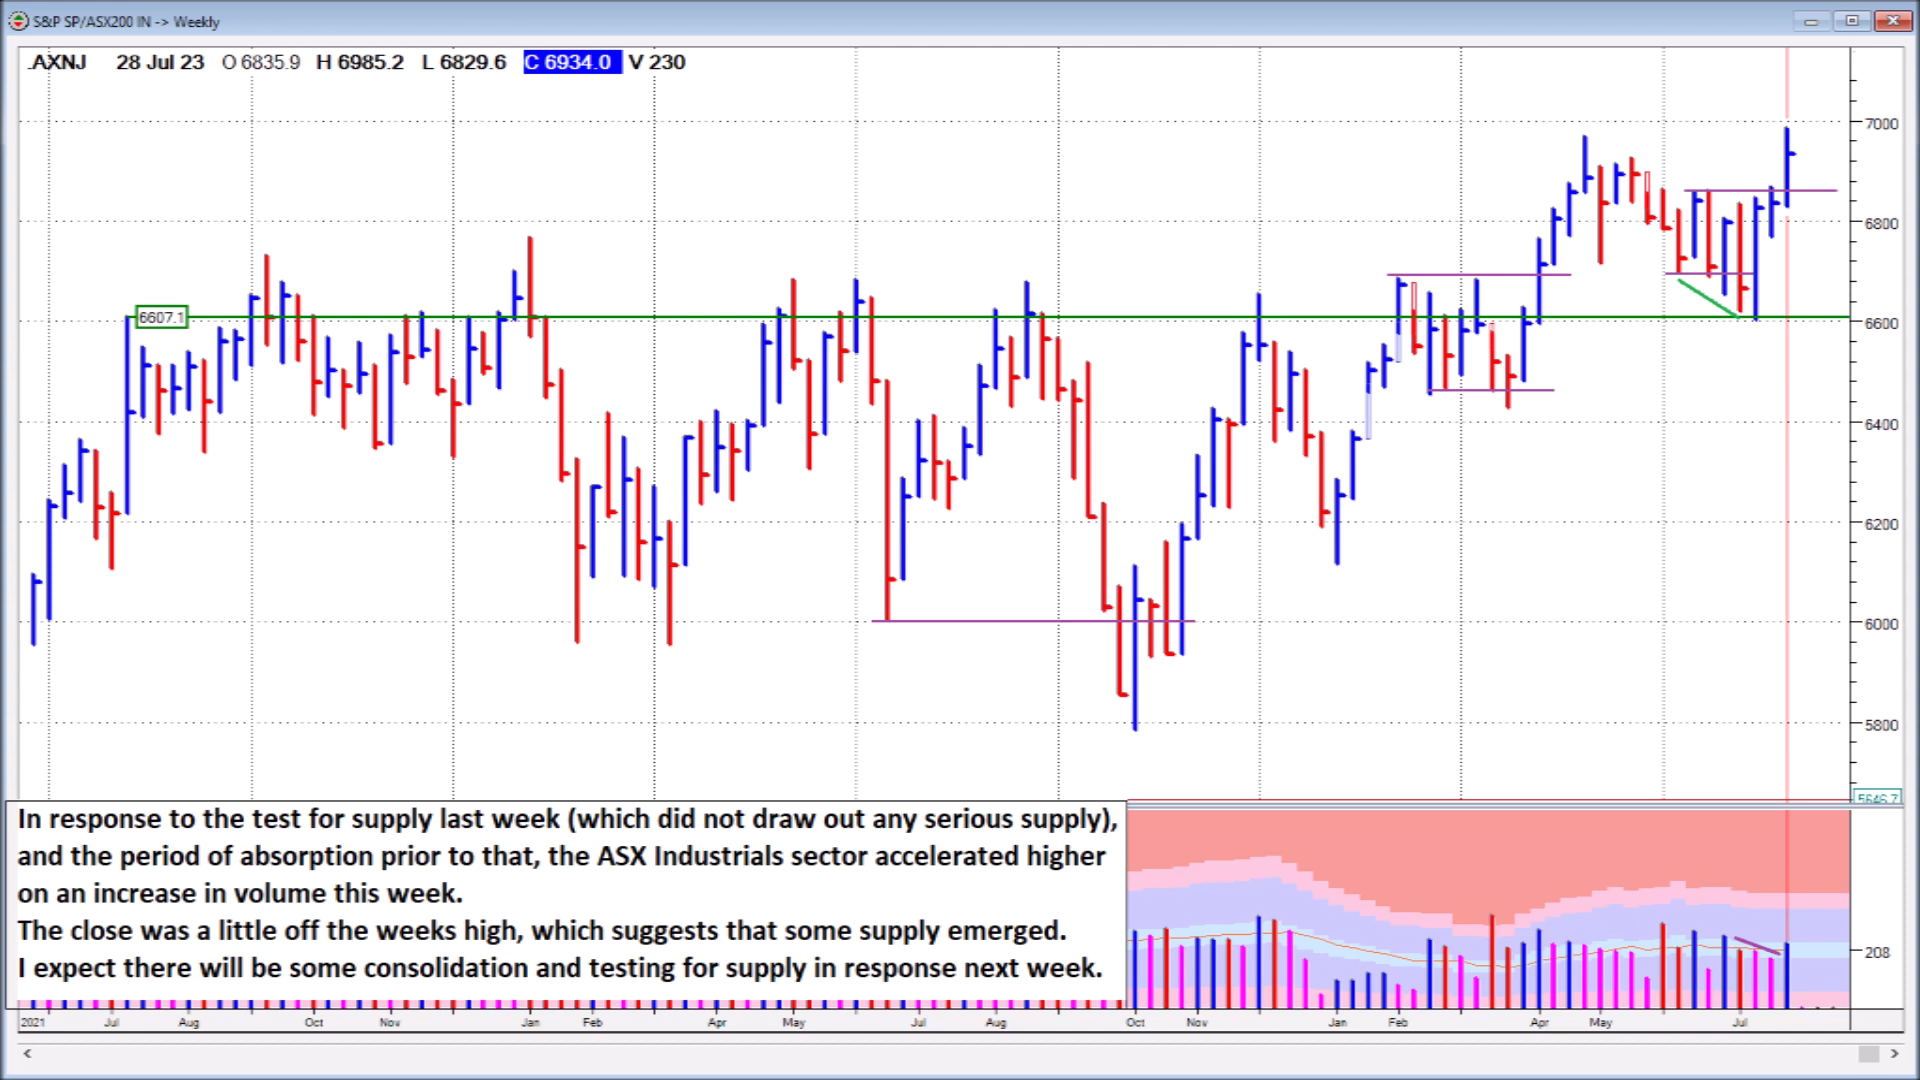 S&P SP/ASX200 IN -> Weekly
.AXNJ 28 Jul 23 O 6835.9 H 6985.2 L 6829.6 C 6934.0 V 230
7000
6800
6607.1
6600
6400
6200
6000
5800
5646.7
In response to the test for supply last week (which did not draw out any serious supply),
and the period of absorption prior to that, the ASX Industrials sector accelerated higher
on an increase in volume this week.
The close was a little off the weeks high, which suggests that some supply emerged.
I expect there will be some consolidation and testing for supply in response next week.
208
2021 Jul Aug Oct Nov Jan Feb Apr May Jul Aug Oct Nov Jan Feb Apr May Jul